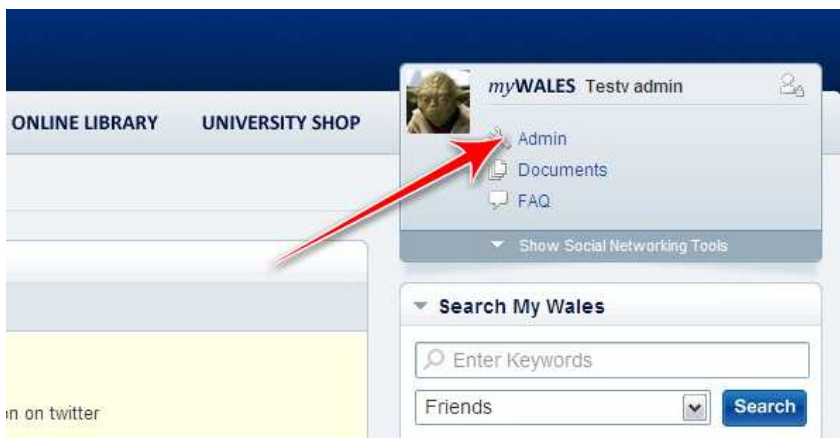 ONLINE LIBRARY UNIVERSITY SHOP
myWALES Testv admin
Admin
Documents
FAQ
Show Social Networking Tools
Search My Wales
Enter Keywords
Friends Search
on twitter